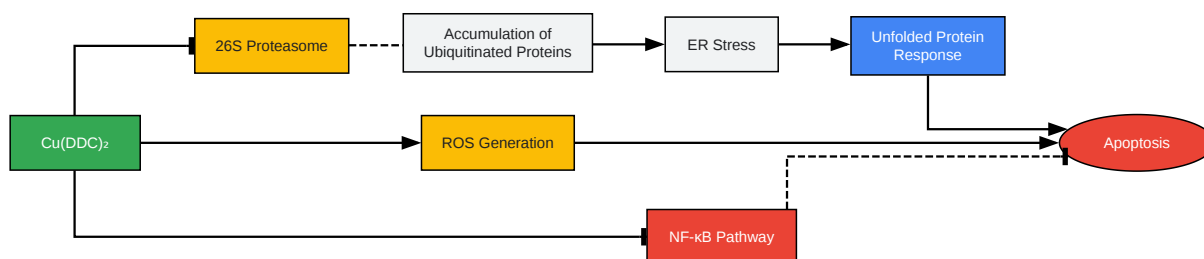 26S Proteasome
Accumulation of
Ubiquitinated Proteins
ER Stress
Unfolded Protein
Response
Cu(DDC)₂
ROS Generation
Apoptosis
NF-κB Pathway